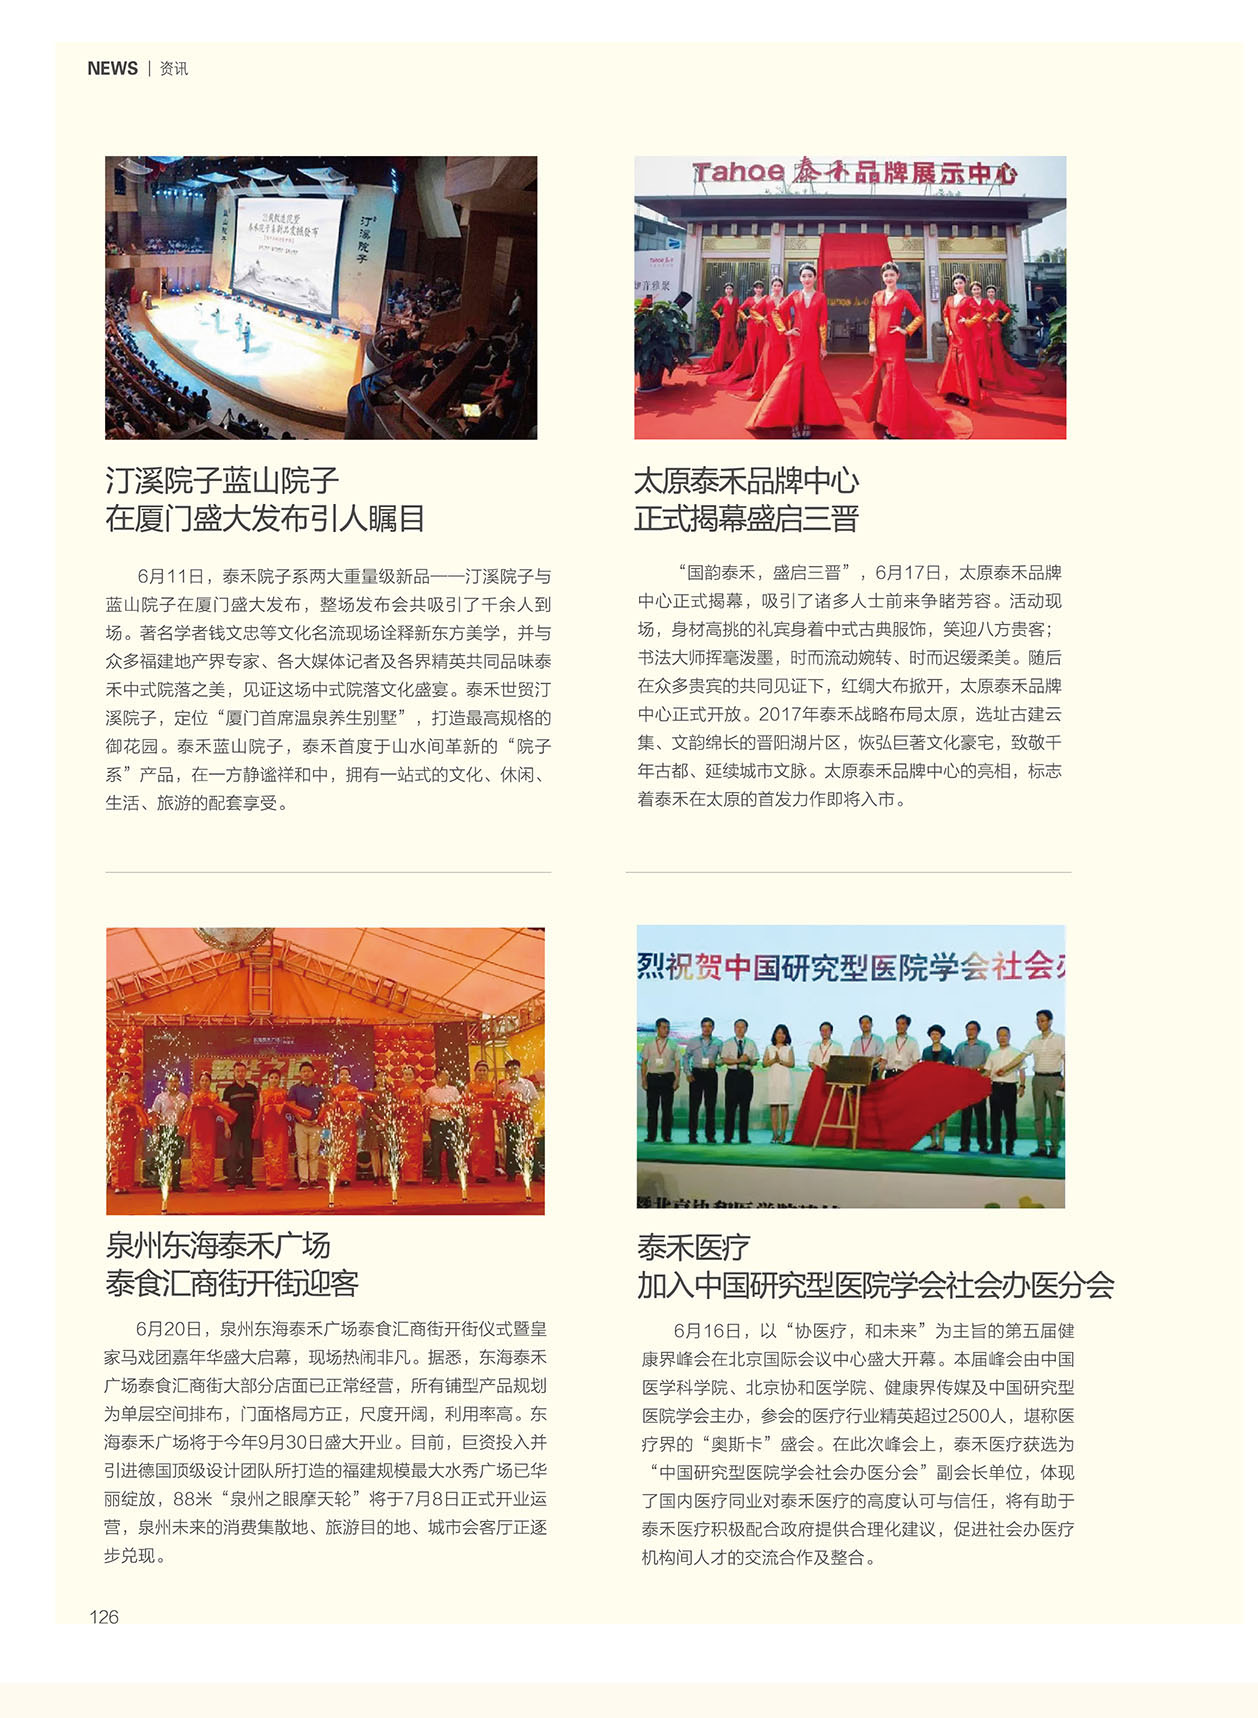 NEWS | 资讯
蓝山院子
泰禾院子系新品震撼发布
汀溪院子
汀溪院子蓝山院子
在厦门盛大发布引人瞩目
6月11日，泰禾院子系两大重量级新品——汀溪院子与
蓝山院子在厦门盛大发布，整场发布会共吸引了千余人到
场。著名学者钱文忠等文化名流现场诠释新东方美学，并与
众多福建地产界专家、各大媒体记者及各界精英共同品味泰
禾中式院落之美，见证这场中式院落文化盛宴。泰禾世贸汀
溪院子，定位“厦门首席温泉养生别墅”，打造最高规格的
御花园。泰禾蓝山院子，泰禾首度于山水间革新的“院子
系”产品，在一方静谧祥和中，拥有一站式的文化、休闲、
生活、旅游的配套享受。
Tahoe 泰禾品牌展示中心
太原泰禾品牌中心
正式揭幕盛启三晋
“国韵泰禾，盛启三晋”，6月17日，太原泰禾品牌
中心正式揭幕，吸引了诸多人士前来争睹芳容。活动现
场，身材高挑的礼宾身着中式古典服饰，笑迎八方贵客；
书法大师挥毫泼墨，时而流动婉转、时而迟缓柔美。随后
在众多贵宾的共同见证下，红绸大布掀开，太原泰禾品牌
中心正式开放。2017年泰禾战略布局太原，选址古建云
集、文韵绵长的晋阳湖片区，恢弘巨著文化豪宅，致敬千
年古都、延续城市文脉。太原泰禾品牌中心的亮相，标志
着泰禾在太原的首发力作即将入市。
泉州东海泰禾广场
泰食汇商街开街迎客
6月20日，泉州东海泰禾广场泰食汇商街开街仪式暨皇
家马戏团嘉年华盛大启幕，现场热闹非凡。据悉，东海泰禾
广场泰食汇商街大部分店面已正常经营，所有铺型产品规划
为单层空间排布，门面格局方正，尺度开阔，利用率高。东
海泰禾广场将于今年9月30日盛大开业。目前，巨资投入并
引进德国顶级设计团队所打造的福建规模最大水秀广场已华
丽绽放，88米“泉州之眼摩天轮”将于7月8日正式开业运
营，泉州未来的消费集散地、旅游目的地、城市会客厅正逐
步兑现。
烈祝贺中国研究型医院学会社会办
泰禾医疗
加入中国研究型医院学会社会办医分会
6月16日，以“协医疗，和未来”为主旨的第五届健
康界峰会在北京国际会议中心盛大开幕。本届峰会由中国
医学科学院、北京协和医学院、健康界传媒及中国研究型
医院学会主办，参会的医疗行业精英超过2500人，堪称医
疗界的“奥斯卡”盛会。在此次峰会上，泰禾医疗获选为
“中国研究型医院学会社会办医分会”副会长单位，体现
了国内医疗同业对泰禾医疗的高度认可与信任，将有助于
泰禾医疗积极配合政府提供合理化建议，促进社会办医疗
机构间人才的交流合作及整合。
126